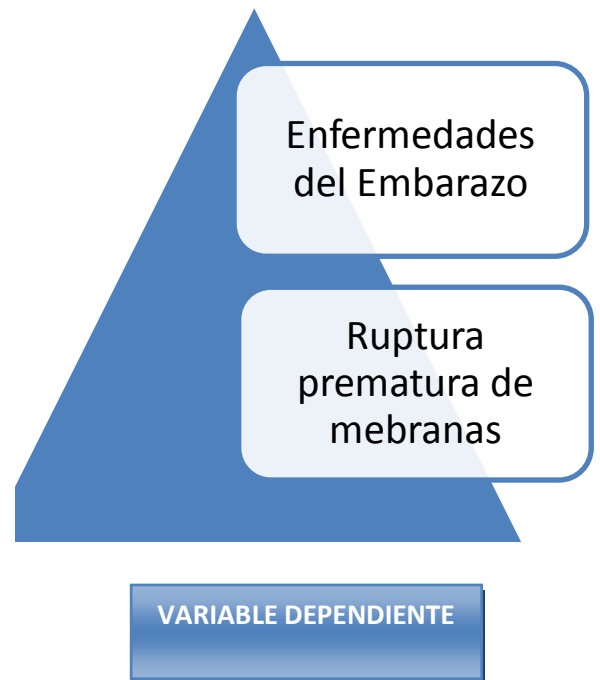 Enfermedades
del Embarazo
Ruptura
prematura de
mebranas
VARIABLE DEPENDIENTE